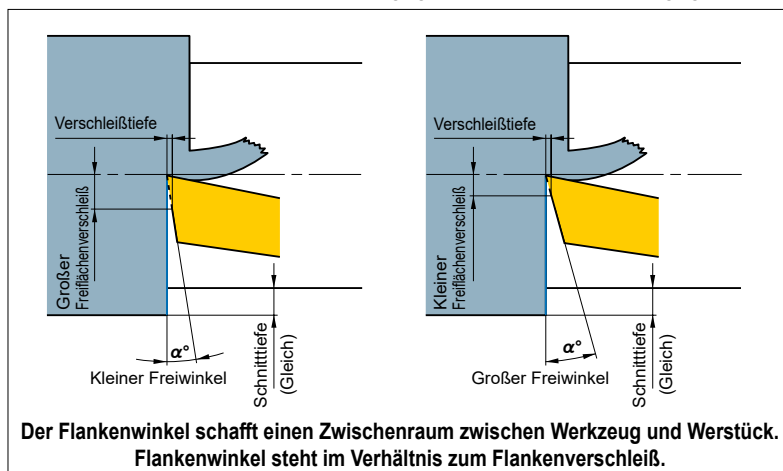 Verschleißtiefe
Großer
Freiflächenverschleiß
α°
Kleiner Freiwinkel
Schnitttiefe
(Gleich)
Verschleißtiefe
Kleiner
Freiflächenverschleiß
α°
Großer Freiwinkel
Schnitttiefe
(Gleich)
Der Flankenwinkel schafft einen Zwischenraum zwischen Werkzeug und Werstück.
Flankenwinkel steht im Verhältnis zum Flankenverschleiß.